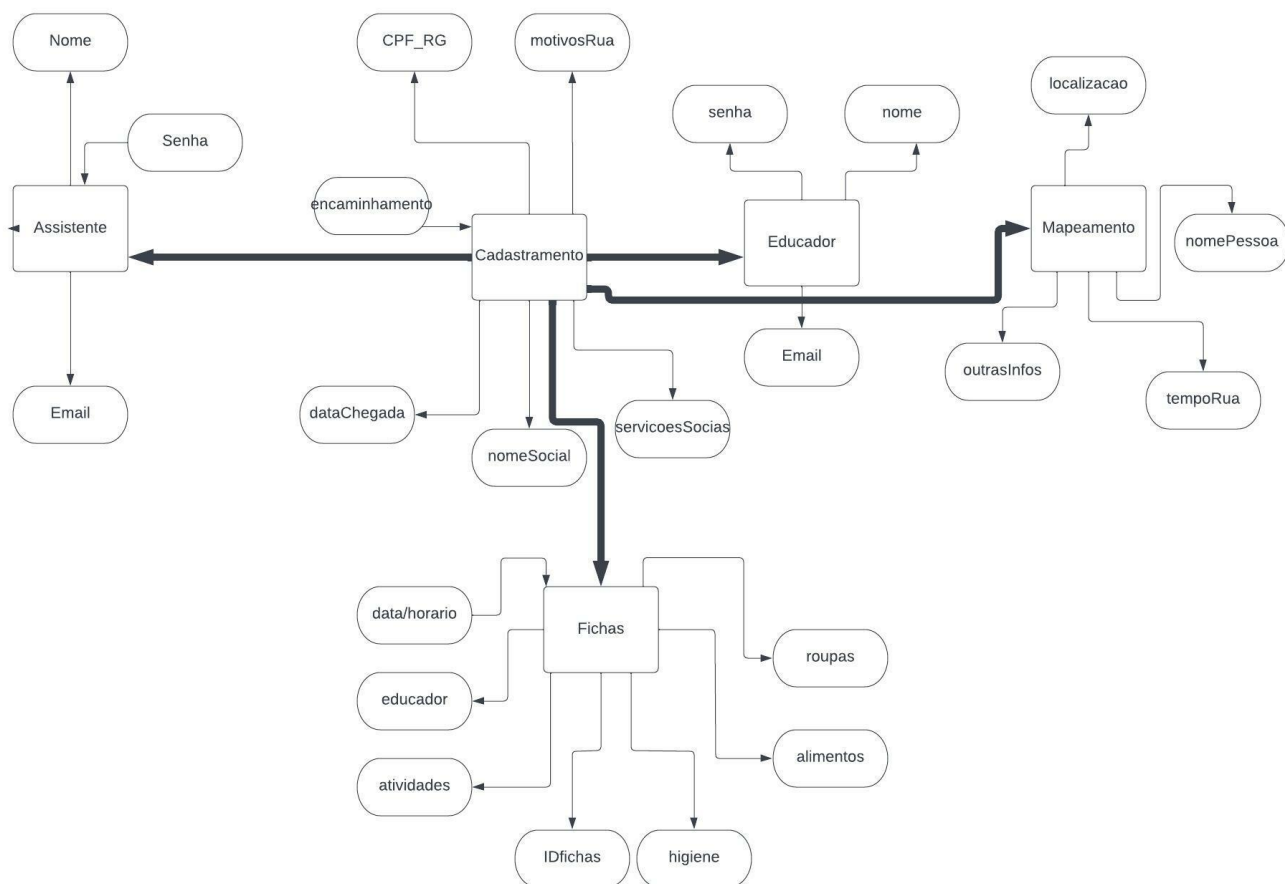 Nome
CPF_RG
motivosRua
localizacao
senha
nome
Senha
encaminhamento
Assistente
Cadastramento
Educador
Mapeamento
nomePessoa
Email
outrasInfos
tempoRua
Email
dataChegada
servicoesSocias
nomeSocial
data/horario
Fichas
roupas
educador
alimentos
atividades
IDfichas
higiene